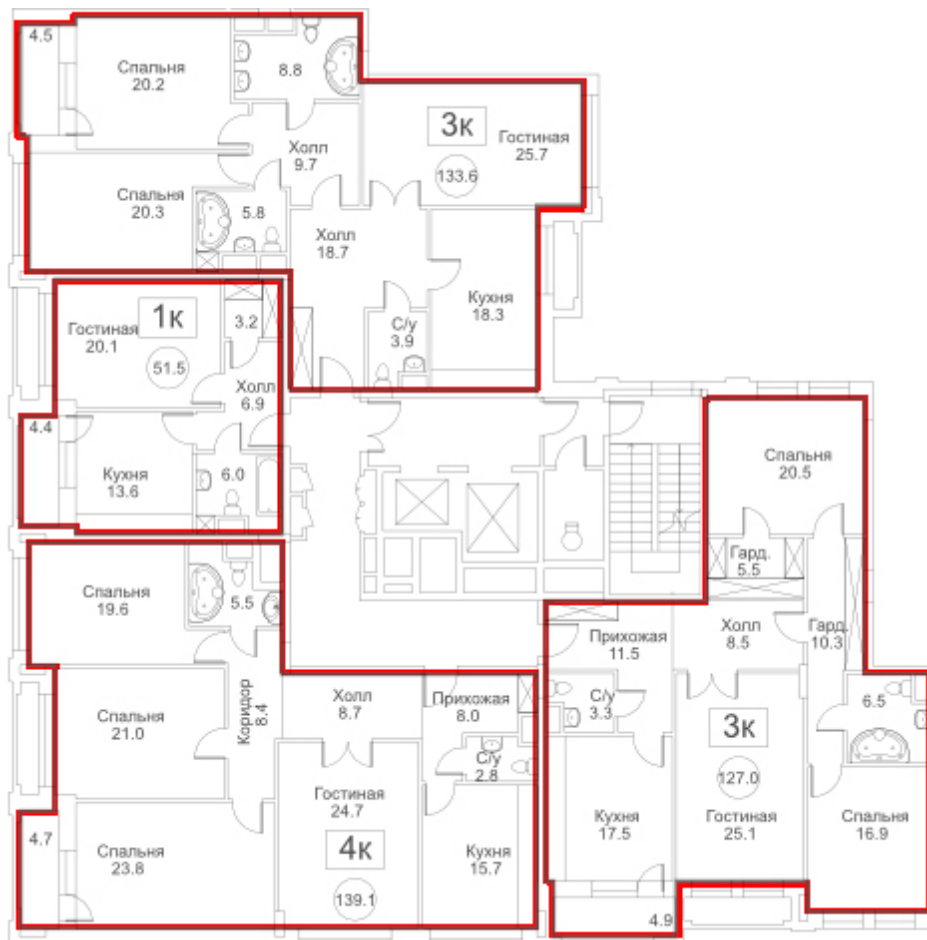 4.5
Спальня
20.2
8.8
3к
133.6
Гостиная
25.7
Холл
9.7
Спальня
20.3
5.8
Холл
18.7
Кухня
18.3
С/у
3.9
1к
51.5
Гостиная
20.1
3.2
Холл
6.9
4.4
Кухня
13.6
6.0
Спальня
20.5
Гард.
5.5
Спальня
19.6
5.5
Прихожая
11.5
Холл
8.5
Гард.
10.3
Спальня
21.0
Коридор
8.4
Холл
8.7
Прихожая
8.0
С/у
2.8
С/у
3.3
6.5
3к
127.0
Гостиная
24.7
4к
139.1
4.7
Спальня
23.8
Кухня
15.7
Кухня
17.5
Гостиная
25.1
Спальня
16.9
4.9